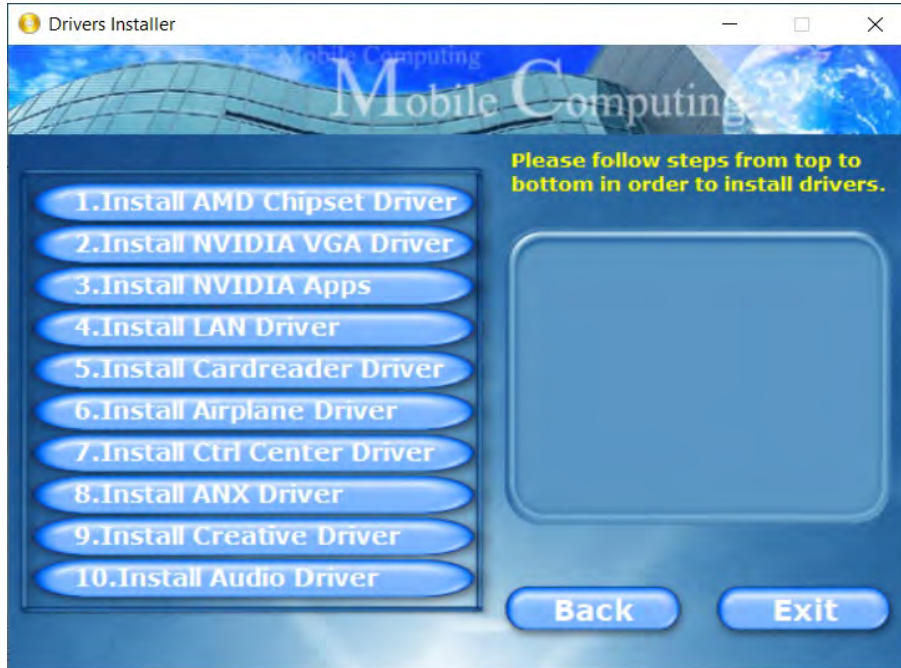 Drivers Installer
Mobile Computing
Mobile Computing
Please follow steps from top to
bottom in order to install drivers.
1.Install AMD Chipset Driver
2.Install NVIDIA VGA Driver
3.Install NVIDIA Apps
4.Install LAN Driver
5.Install Cardreader Driver
6.Install Airplane Driver
7.Install Ctrl Center Driver
8.Install ANX Driver
9.Install Creative Driver
10.Install Audio Driver
Back
Exit